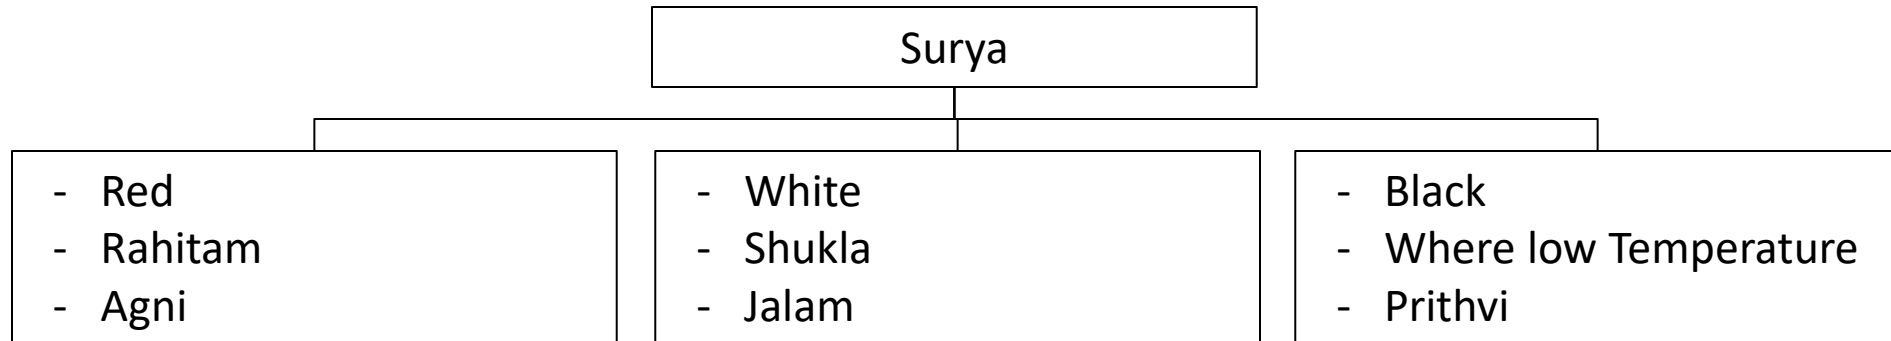 Surya
- Red
- Rahitam
- Agni
- White
- Shukla
- Jalam
- Black
- Where low Temperature
- Prithvi